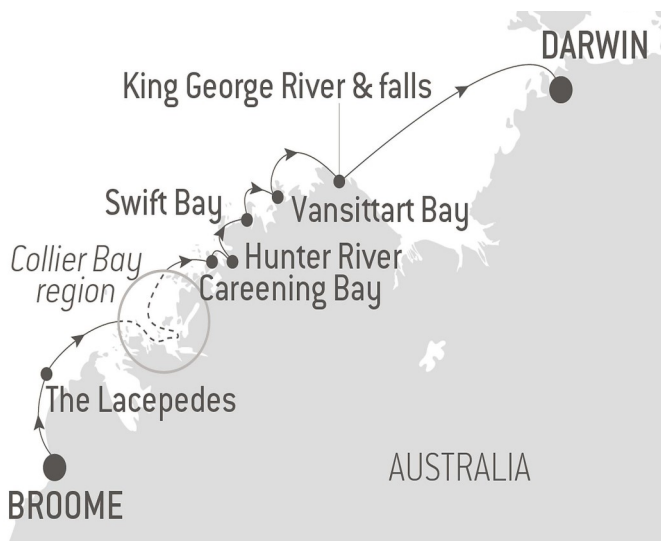 DARWIN
King George River & falls
Swift Bay
Vansittart Bay
Collier Bay
region
Hunter River
Careening Bay
The Lacepedes
AUSTRALIA
BROOME